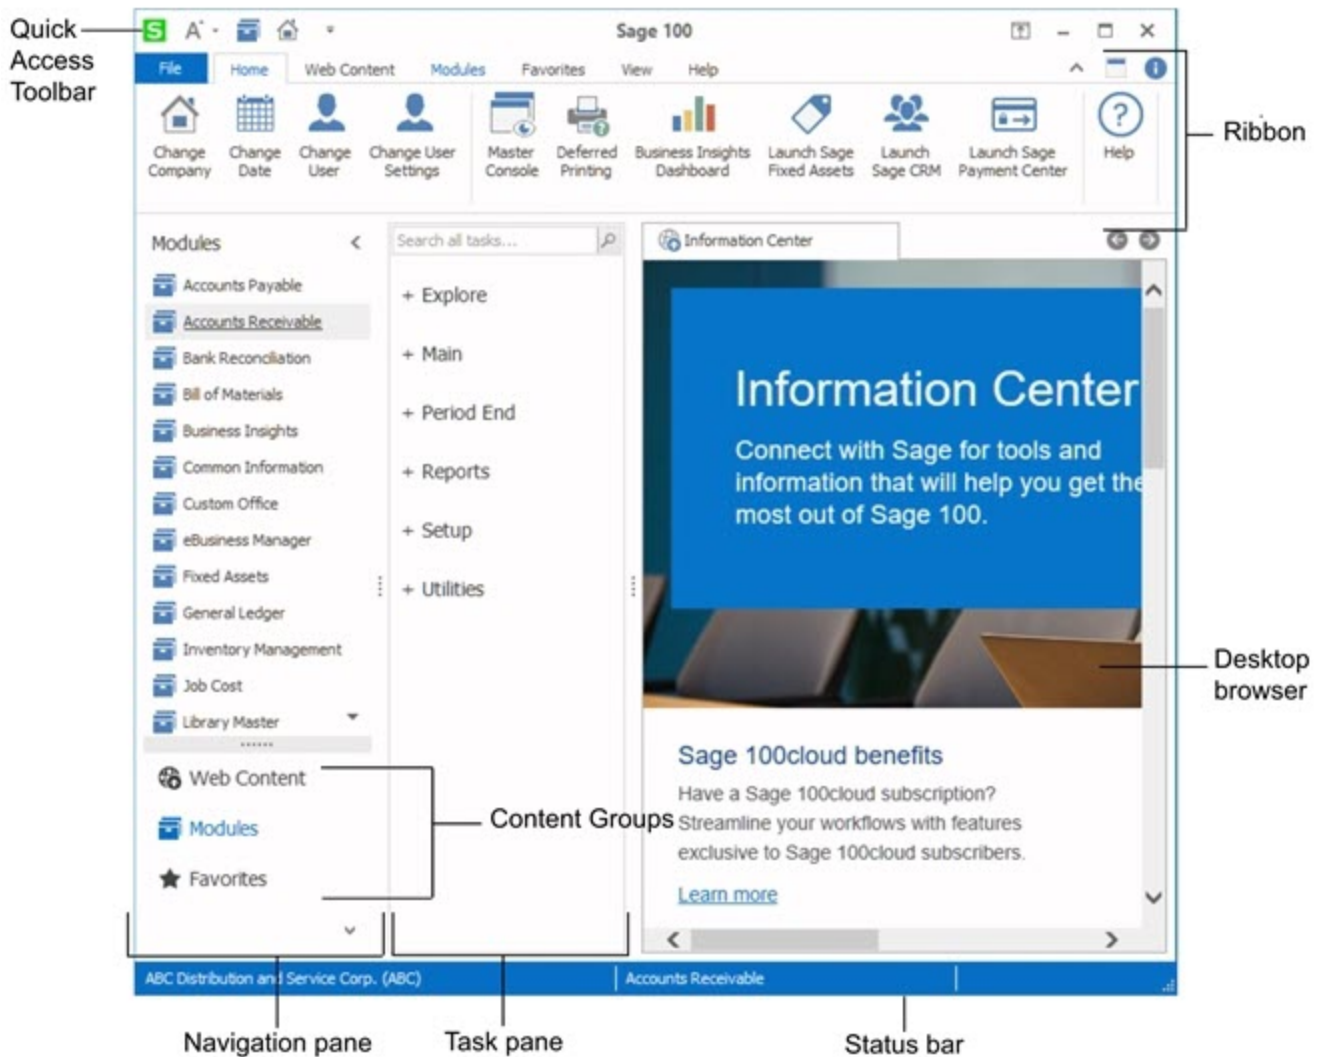 Quick
Access
Toolbar
S
A
Sage 100
File Home Web Content Modules Favorites View Help
Change
Company
Change
Date
Change
User
Change User
Settings
Master
Console
Deferred
Printing
Business Insights
Dashboard
Launch Sage
Fixed Assets
Launch
Sage CRM
Launch Sage
Payment Center
Help
Ribbon
Modules
Accounts Payable
Accounts Receivable
Bank Reconciliation
Bill of Materials
Business Insights
Common Information
Custom Office
eBusiness Manager
Fixed Assets
General Ledger
Inventory Management
Job Cost
Library Master
Web Content
Modules
Favorites
Content Groups
Search all tasks...
+ Explore
+ Main
+ Period End
+ Reports
+ Setup
+ Utilities
Information Center
Information Center
Connect with Sage for tools and
information that will help you get the
most out of Sage 100.
Desktop
browser
Sage 100cloud benefits
Have a Sage 100cloud subscription?
Streamline your workflows with features
exclusive to Sage 100cloud subscribers.
Learn more
ABC Distribution and Service Corp. (ABC)
Accounts Receivable
Navigation pane
Task pane
Status bar